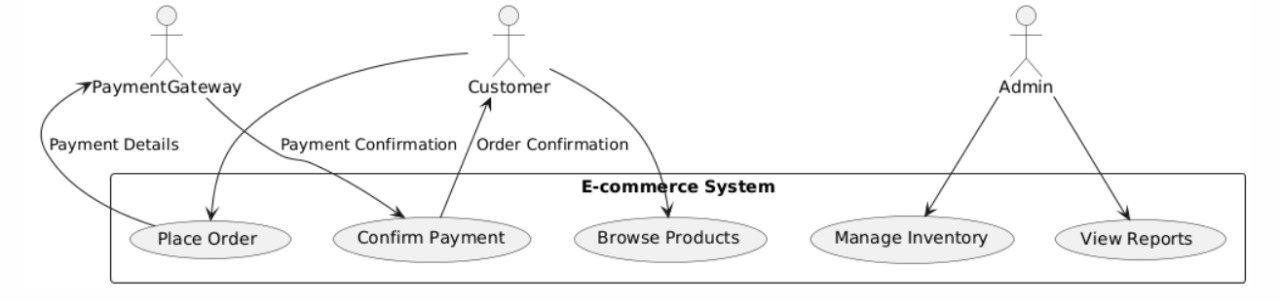 PaymentGateway
Customer
Admin
Payment Details
Payment Confirmation
Order Confirmation
E-commerce System
Place Order
Confirm Payment
Browse Products
Manage Inventory
View Reports